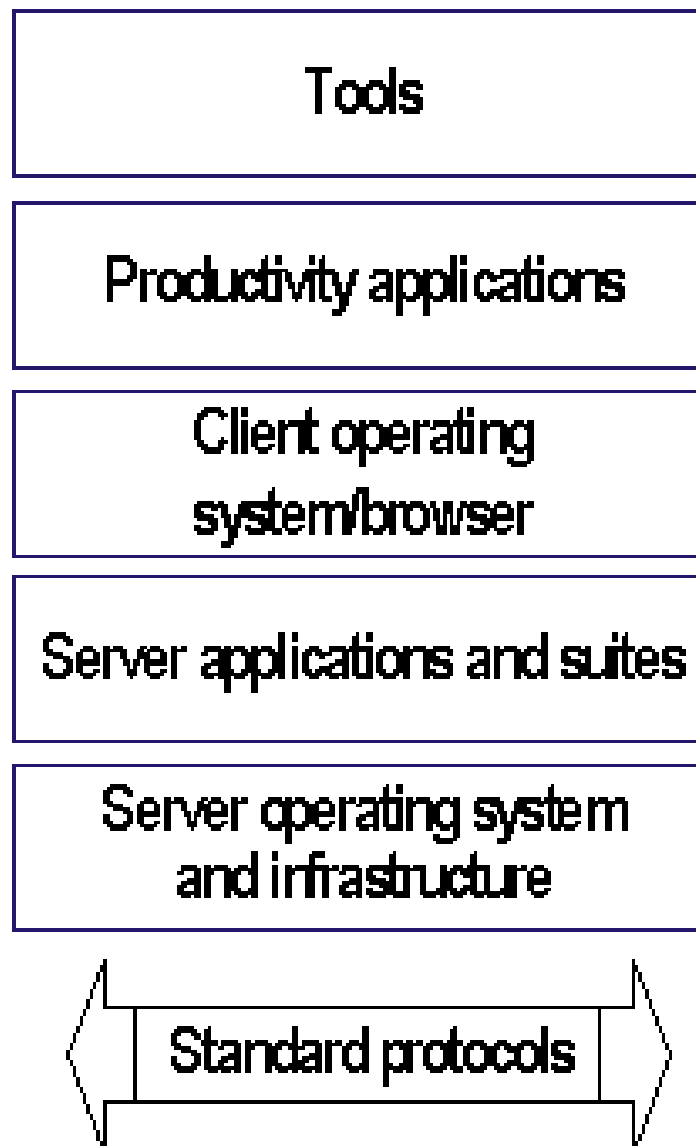 Tools
Productivity applications
Client operating
system/browser
Server applications and suites
Server operating system
and infrastructure
Standard protocols